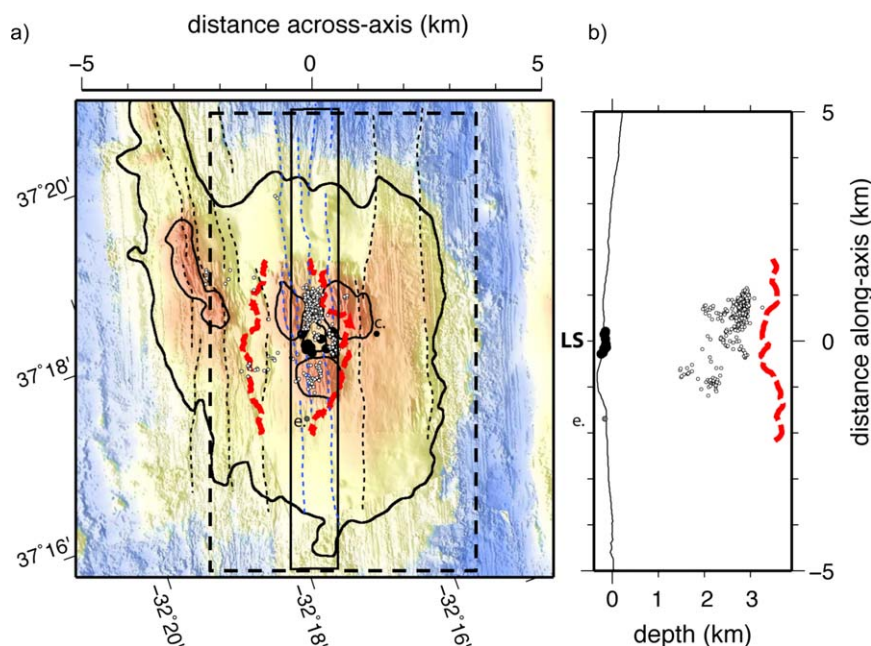 a)
distance across-axis (km)
−5 0 5
37˚20'
37˚18'
37˚16'
c.
e.
−32˚20'
−32˚18'
−32˚16'
b)
5
0
−5
distance along-axis (km)
LS
e.
0 1 2 3
depth (km)